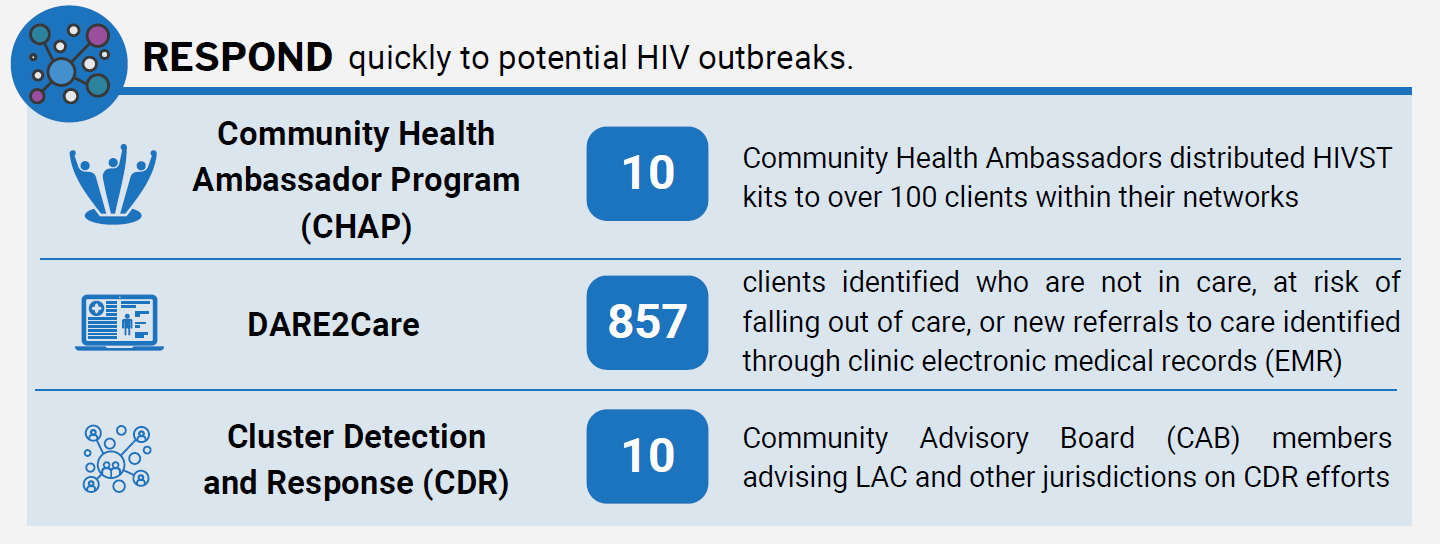 RESPOND quickly to potential HIV outbreaks.
Community Health
Ambassador Program
(CHAP)
10
Community Health Ambassadors distributed HIVST
kits to over 100 clients within their networks
DARE2Care
857
clients identified who are not in care, at risk of
falling out of care, or new referrals to care identified
through clinic electronic medical records (EMR)
Cluster Detection
and Response (CDR)
10
Community Advisory Board (CAB) members
advising LAC and other jurisdictions on CDR efforts